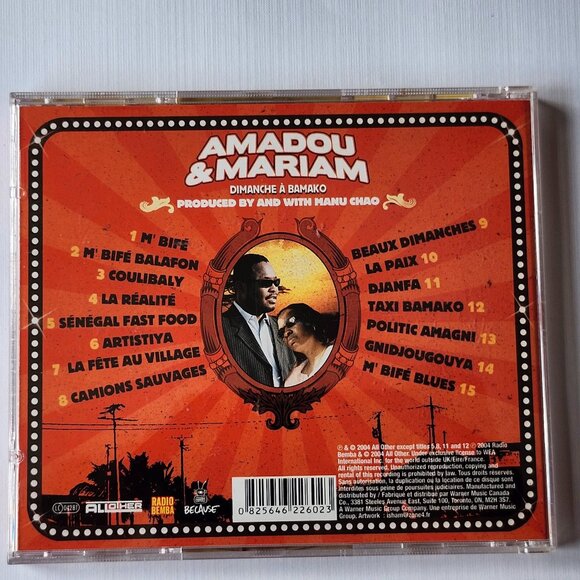 AMADOU
& MARIAM
DIMANCHE À BAMAKO
PRODUCED BY AND WITH MANU CHAO
1 M' BIFÉ
2 M' BIFÉ BALAFON
3 COULIBALY
4 LA RÉALITÉ
5 SÉNÉGAL FAST FOOD
6 ARTISTIYA
7 LA FÊTE AU VILLAGE
8 CAMIONS SAUVAGES
BEAUX DIMANCHES 9
LA PAIX 10
DJANFA 11
TAXI BAMAKO 12
POLITIC AMAGNI 13
GNIDJOUGOUYA 14
M' BIFÉ BLUES 15
℗ & © 2004 All Other except titles 5,8, 11 and 12 ℗ 2004 Radio
Bemba & © 2004 All Other. Under exclusive license to WEA
International Inc. for the world outside UK/Eire/France.
All rights reserved. Unauthorized reproduction, copying and
rental of this recording is prohibited by law. Tous droits réservés.
Sans autorisation, la duplication et la location de ce disque sont
interdites sous peine de poursuites judiciaires. Manufactured and
distributed by / Fabriqué et distribué par Warner Music Canada
Co., 3381 Steeles Avenue East, Suite 100, Toronto, ON, M2H 3S7.
A Warner Music Group Company. Une entreprise de Warner Music
Group. Artwork :
LC 14281
ALL OTHER
RADIO
BEMBA
BECAUSE
0 825646 226023